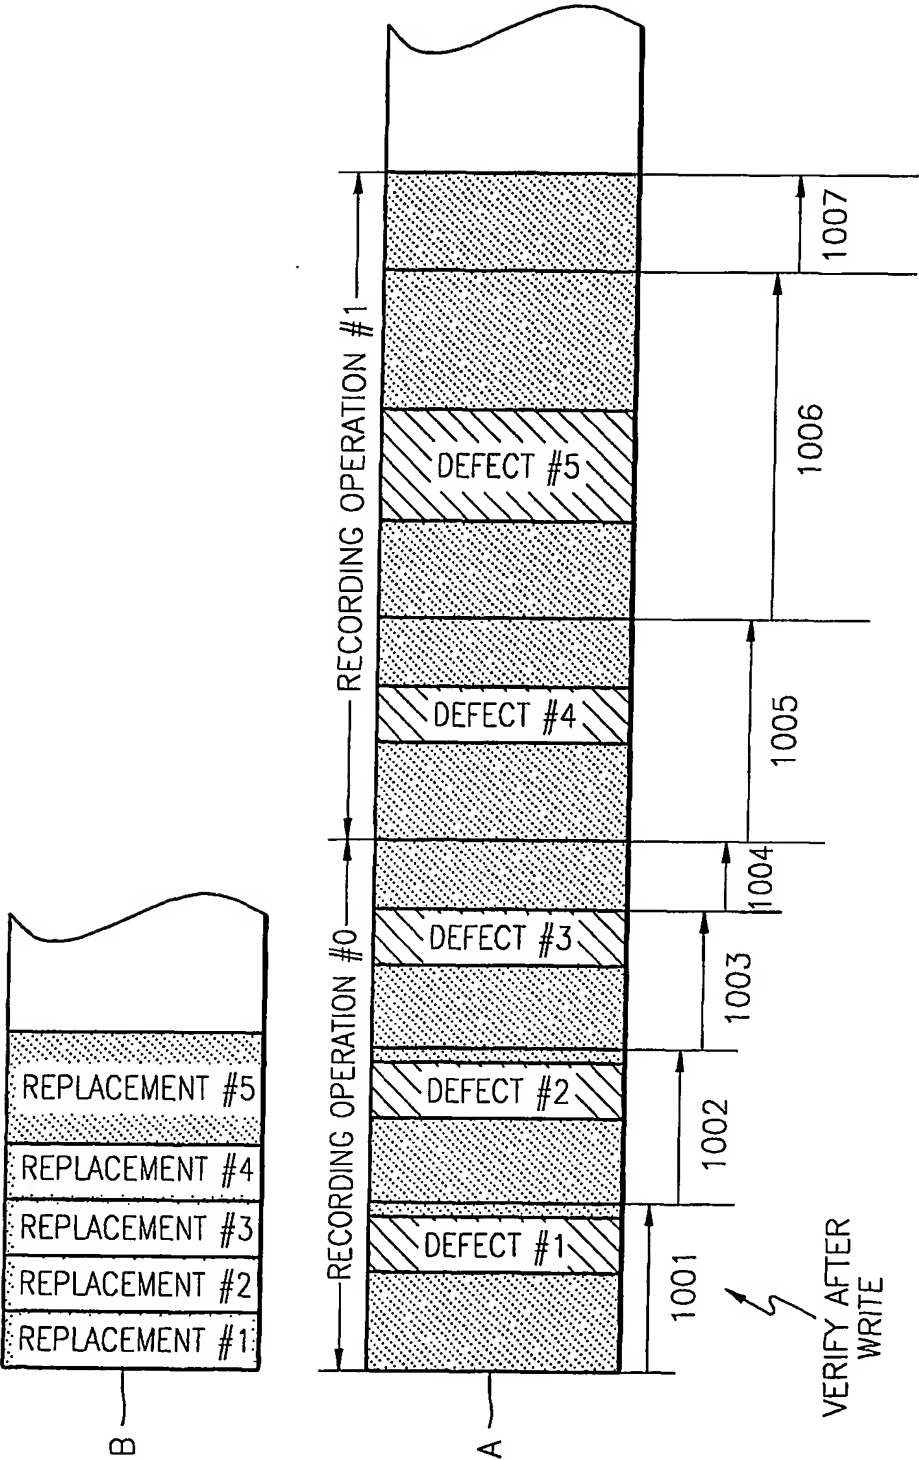 B
REPLACEMENT #1
REPLACEMENT #2
REPLACEMENT #3
REPLACEMENT #4
REPLACEMENT #5
RECORDING OPERATION #0
RECORDING OPERATION #1
A
DEFECT #1
DEFECT #2
DEFECT #3
DEFECT #4
DEFECT #5
1001
1002
1003
1004
1005
1006
1007
VERIFY AFTER
WRITE